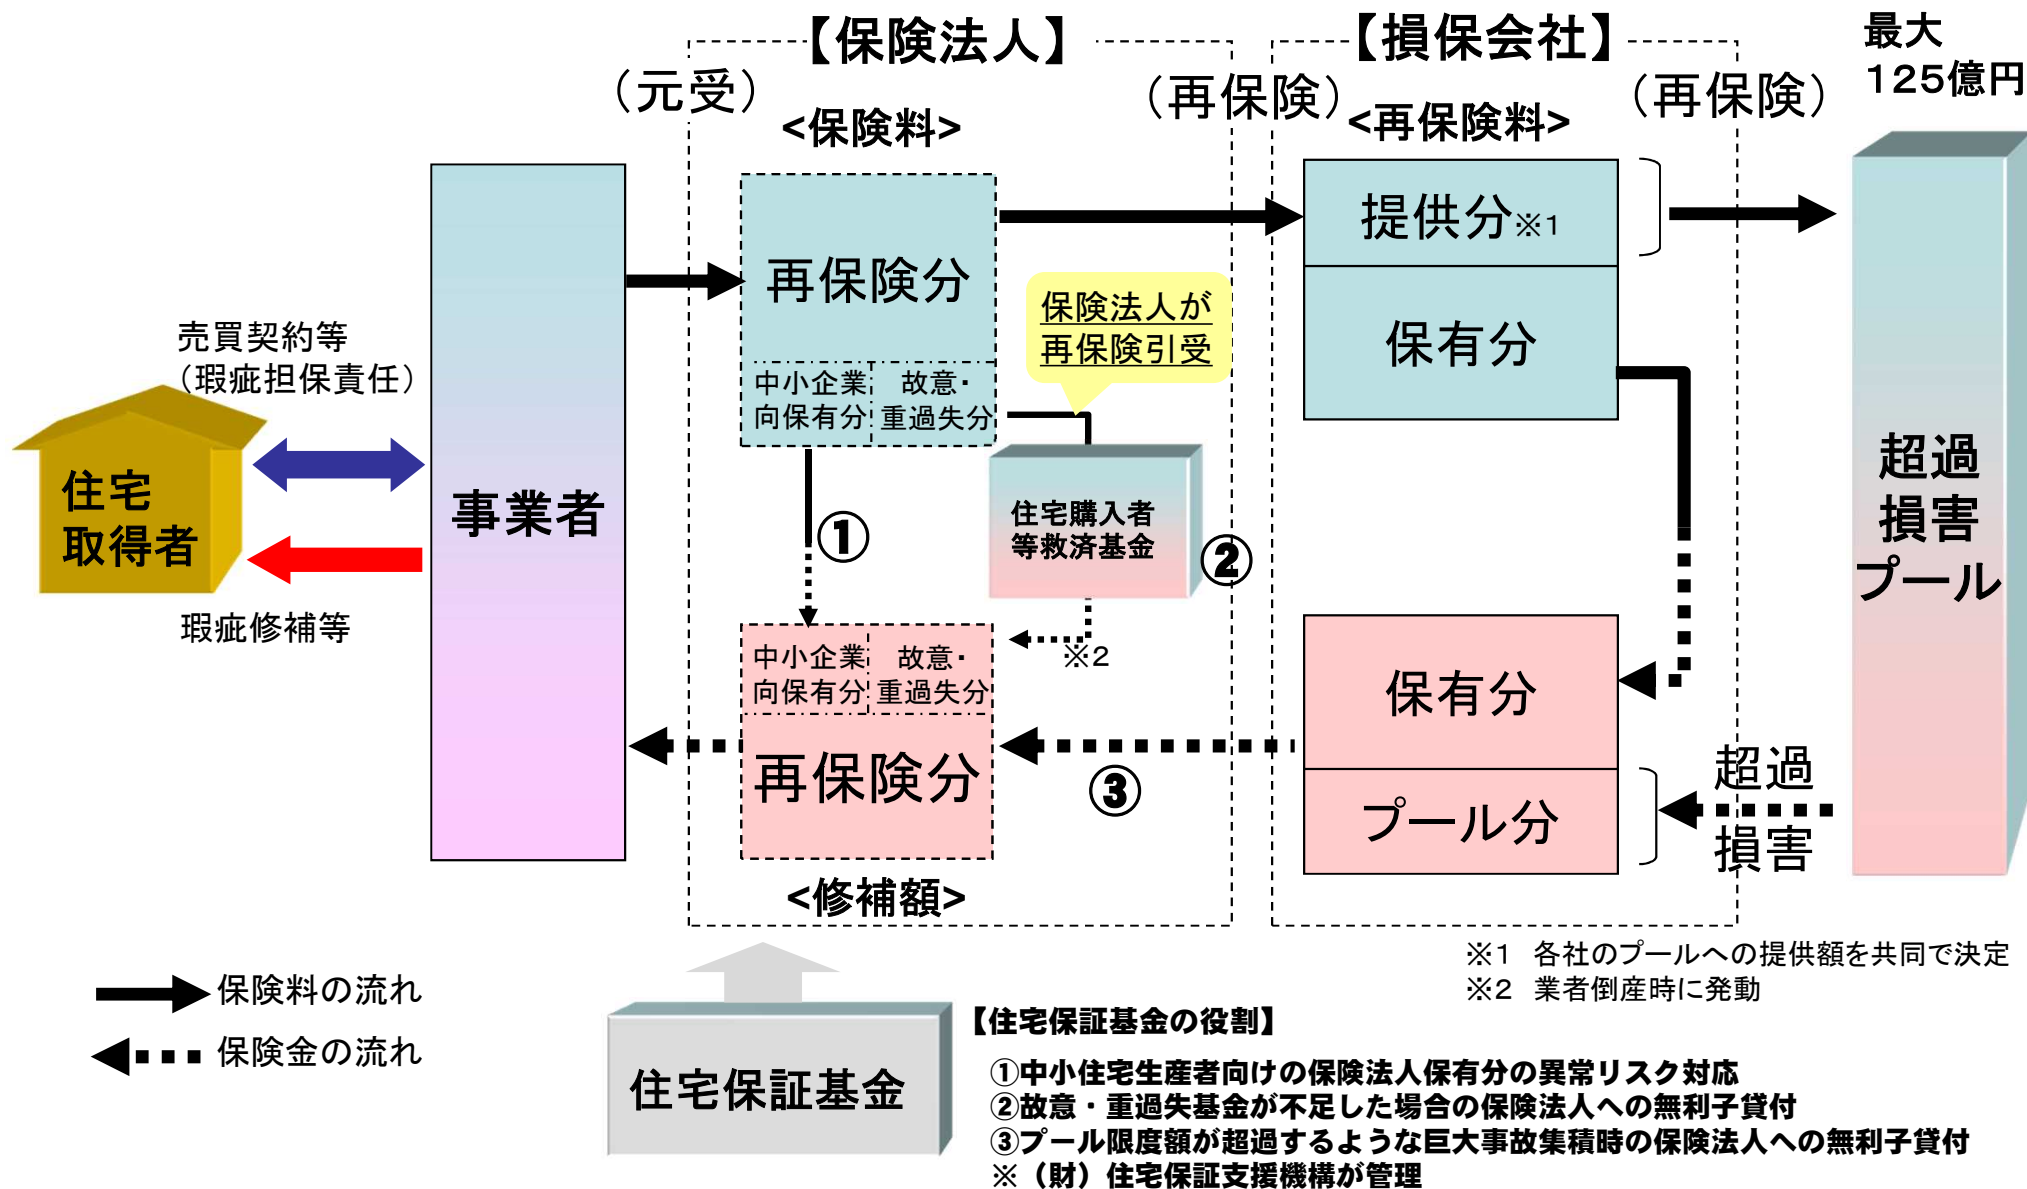 【保険法人】
【損保会社】
最大
125億円
（元受）
（再保険）
（再保険）
<保険料>
<再保険料>
提供分※1
再保険分
保有分
保険法人が
再保険引受
中小企業
向保有分
故意・
重過失分
売買契約等
（瑕疵担保責任）
住宅
取得者
事業者
瑕疵修補等
①
住宅購入者
等救済基金
②
超過
損害
プール
※2
中小企業
向保有分
故意・
重過失分
再保険分
保有分
③
プール分
超過
損害
<修補額>
※1 各社のプールへの提供額を共同で決定
※2 業者倒産時に発動
保険料の流れ
保険金の流れ
住宅保証基金
【住宅保証基金の役割】
①中小住宅生産者向けの保険法人保有分の異常リスク対応
②故意・重過失基金が不足した場合の保険法人への無利子貸付
③プール限度額が超過するような巨大事故集積時の保険法人への無利子貸付
※（財）住宅保証支援機構が管理